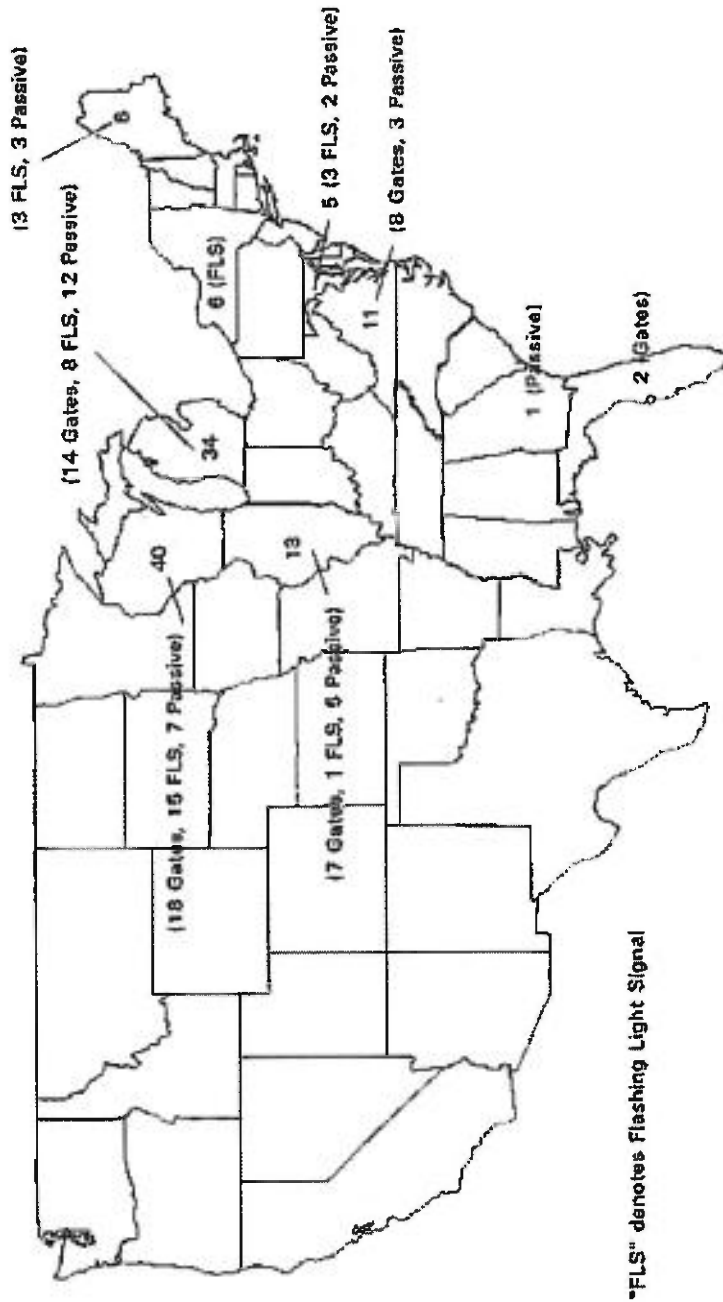 (3 FLS, 3 Passive)
6
(14 Gates, 8 FLS, 12 Passive)
34
6 (FLS)
5 (3 FLS, 2 Passive)
11
(8 Gates, 3 Passive)
40
(18 Gates, 15 FLS, 7 Passive)
13
(7 Gates, 1 FLS, 5 Passive)
1 (Passive)
2 (Gates)
"FLS" denotes Flashing Light Signal